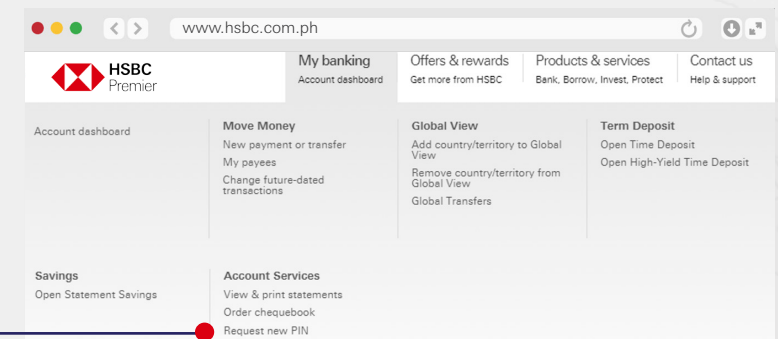 www.hsbc.com.ph
HSBC
Premier
My banking
Account dashboard
Offers & rewards
Get more from HSBC
Products & services
Bank, Borrow, Invest, Protect
Contact us
Help & support
Account dashboard
Move Money
New payment or transfer
My payees
Change future-dated
transactions
Global View
Add country/territory to Global
View
Remove country/territory from
Global View
Global Transfers
Term Deposit
Open Time Deposit
Open High-Yield Time Deposit
Savings
Open Statement Savings
Account Services
View & print statements
Order chequebook
Request new PIN